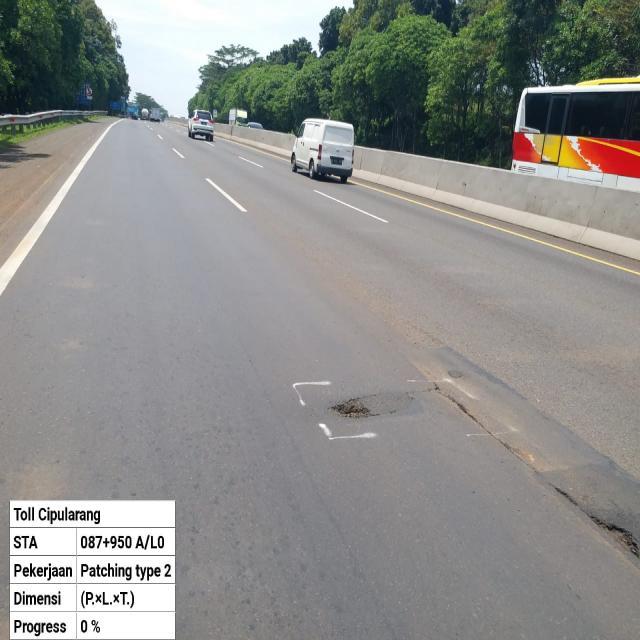 Toll Cipularang
STA 087+950 A/L0
Pekerjaan Patching type 2
Dimensi (P.×L.×T.)
Progress 0 %